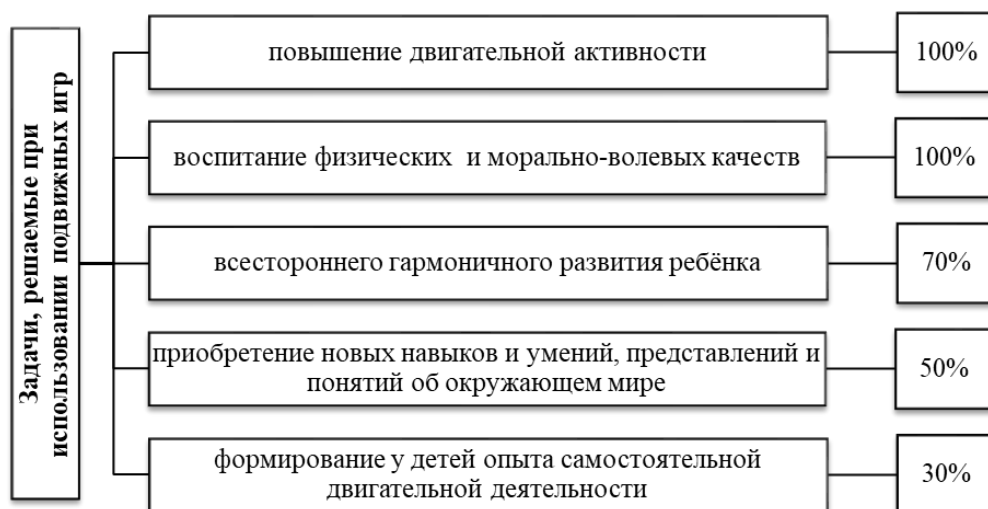 Задачи, решаемые при
использовании подвижных игр
повышение двигательной активности
100%
воспитание физических и морально-волевых качеств
100%
всестороннего гармоничного развития ребёнка
70%
приобретение новых навыков и умений, представлений и
понятий об окружающем мире
50%
формирование у детей опыта самостоятельной
двигательной деятельности
30%